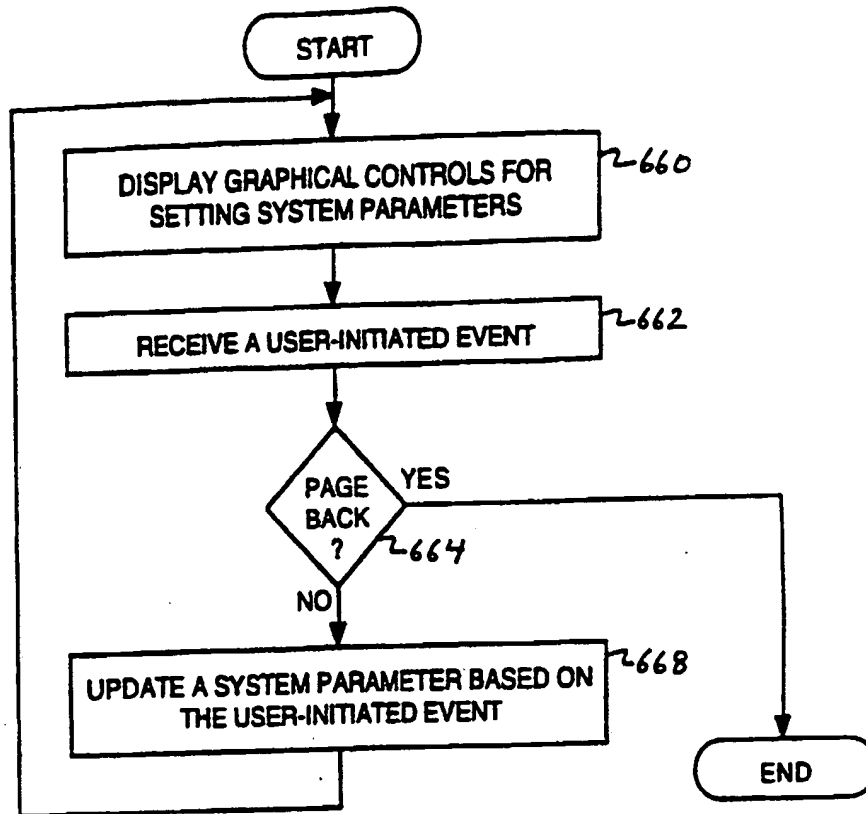 START
DISPLAY GRAPHICAL CONTROLS FOR
SETTING SYSTEM PARAMETERS
660
RECEIVE A USER-INITIATED EVENT
662
PAGE
BACK
?
YES
664
NO
UPDATE A SYSTEM PARAMETER BASED ON
THE USER-INITIATED EVENT
668
END